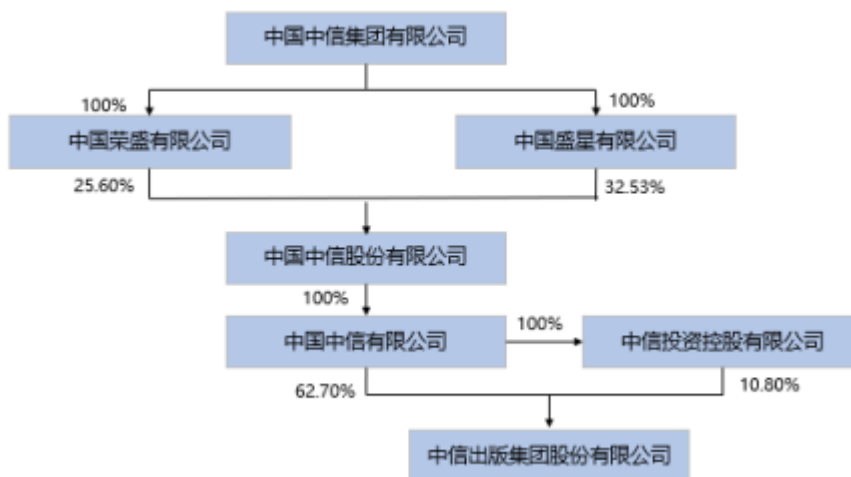 中国中信集团有限公司
100%
100%
中国荣盛有限公司
中国盛星有限公司
25.60%
32.53%
中国中信股份有限公司
100%
中国中信有限公司
100%
中信投资控股有限公司
62.70%
10.80%
中信出版集团股份有限公司